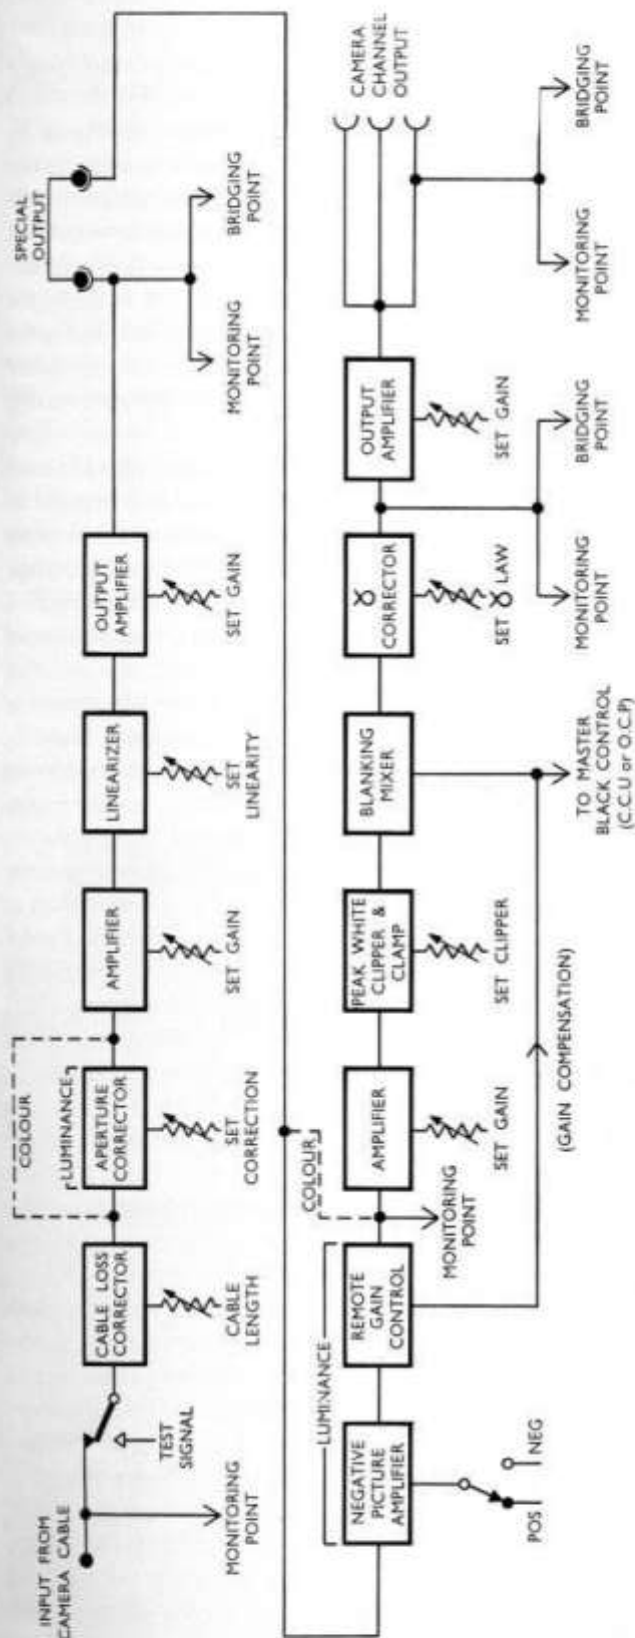 INPUT FROM
CAMERA CABLE
MONITORING
POINT
TEST
SIGNAL
CABLE LOSS
CORRECTOR
CABLE
LENGTH
COLOUR
LUMINANCE
APERTURE
CORRECTOR
SET
CORRECTION
AMPLIFIER
SET GAIN
LINEARIZER
SET
LINEARITY
OUTPUT
AMPLIFIER
SET GAIN
SPECIAL
OUTPUT
MONITORING
POINT
BRIDGING
POINT
LUMINANCE
NEGATIVE
PICTURE
AMPLIFIER
POS
NEG
REMOTE
GAIN
CONTROL
COLOUR
MONITORING
POINT
AMPLIFIER
SET GAIN
(GAIN COMPENSATION)
PEAK WHITE
CLIPPER &
CLAMP
SET CLIPPER
BLANKING
MIXER
TO MASTER
BLACK CONTROL
(C.C.U or O.C.P)
γ
CORRECTOR
SET γ LAW
MONITORING
POINT
BRIDGING
POINT
OUTPUT
AMPLIFIER
SET GAIN
CAMERA
CHANNEL
OUTPUT
MONITORING
POINT
BRIDGING
POINT